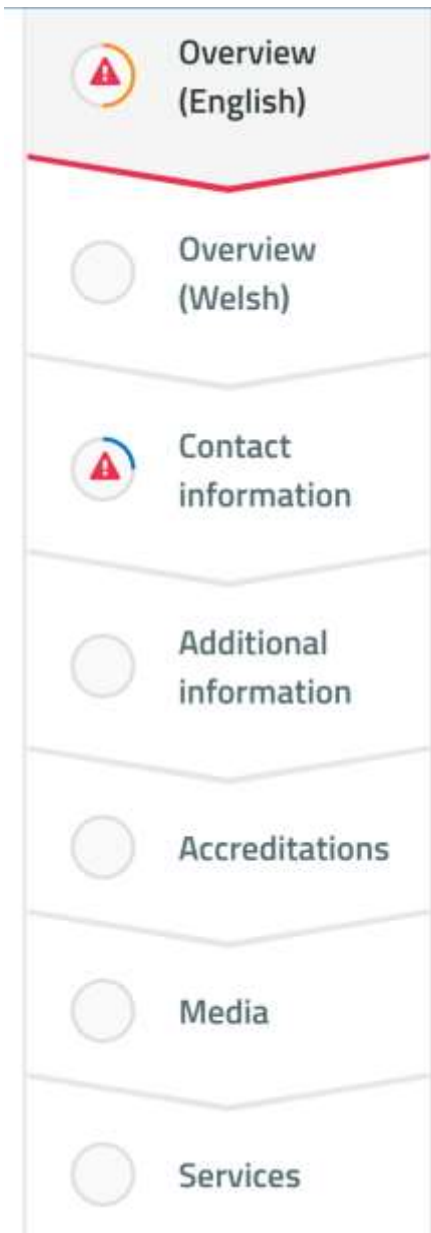 Overview
(English)
Overview
(Welsh)
Contact
information
Additional
information
Accreditations
Media
Services